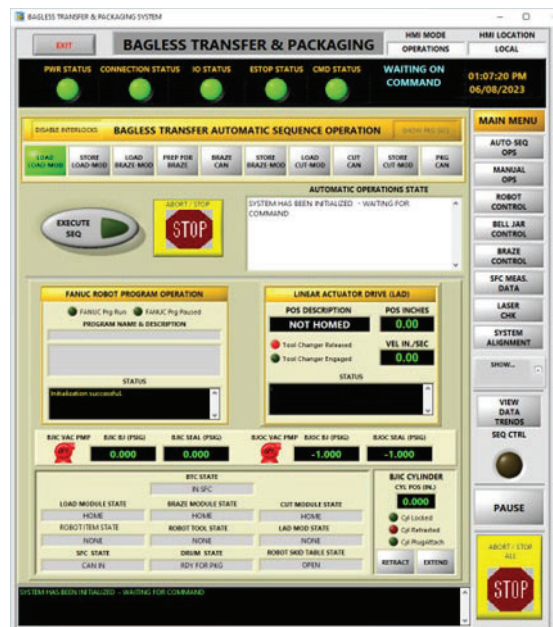 BAGLESS TRANSFER & PACKAGING SYSTEM
EXIT
BAGLESS TRANSFER & PACKAGING
HMI MODE
OPERATIONS
HMI LOCATION
LOCAL
PWR STATUS
CONNECTION STATUS
IO STATUS
ESTOP STATUS
CMD STATUS
WAITING ON
COMMAND
01:07:20 PM
06/08/2023
DISABLE INTERLOCKS
BAGLESS TRANSFER AUTOMATIC SEQUENCE OPERATION
SHOW PKG SEQ
LOAD
LOAD-MOD
STORE
LOAD-MOD
LOAD
BRAZE-MOD
PREP FOR
BRAZE
BRAZE
CAN
STORE
BRAZE-MOD
LOAD
CUT-MOD
CUT
CAN
STORE
CUT-MOD
PKG
CAN
EXECUTE
SEQ
ABORT / STOP
STOP
AUTOMATIC OPERATIONS STATE
SYSTEM HAS BEEN INITIALIZED - WAITING FOR
COMMAND
FANUC ROBOT PROGRAM OPERATION
FANUC Prg Run
FANUC Prg Paused
PROGRAM NAME & DESCRIPTION
STATUS
Initialization successful.
LINEAR ACTUATOR DRIVE (LAD)
POS DESCRIPTION
POS INCHES
NOT HOMED
0.00
Tool Changer Released
VEL IN./SEC
Tool Changer Engaged
0.00
STATUS
BJIC VAC PMP
BJIC BJ (PSIG)
BJIC SEAL (PSIG)
BJOC VAC PMP
BJOC BJ (PSIG)
BJOC SEAL (PSIG)
OFF
0.000
0.000
OFF
-1.000
-1.000
BTC STATE
IN SFC
LOAD MODULE STATE
BRAZE MODULE STATE
CUT MODULE STATE
HOME
HOME
HOME
ROBOT ITEM STATE
ROBOT TOOL STATE
LAD MOD STATE
NONE
NONE
NONE
SFC STATE
DRUM STATE
ROBOT SKID TABLE STATE
CAN IN
RDY FOR PKG
OPEN
BJIC CYLINDER
CYL POS (IN.)
0.000
Cyl Locked
Cyl Retracted
Cyl PlugAttach
RETRACT
EXTEND
SYSTEM HAS BEEN INITIALIZED - WAITING FOR COMMAND
MAIN MENU
AUTO-SEQ
OPS
MANUAL
OPS
ROBOT
CONTROL
BELL JAR
CONTROL
BRAZE
CONTROL
SFC MEAS.
DATA
LASER
CHK
SYSTEM
ALIGNMENT
SHOW...
VIEW
DATA
TRENDS
SEQ CTRL
PAUSE
ABORT / STOP
ALL
STOP